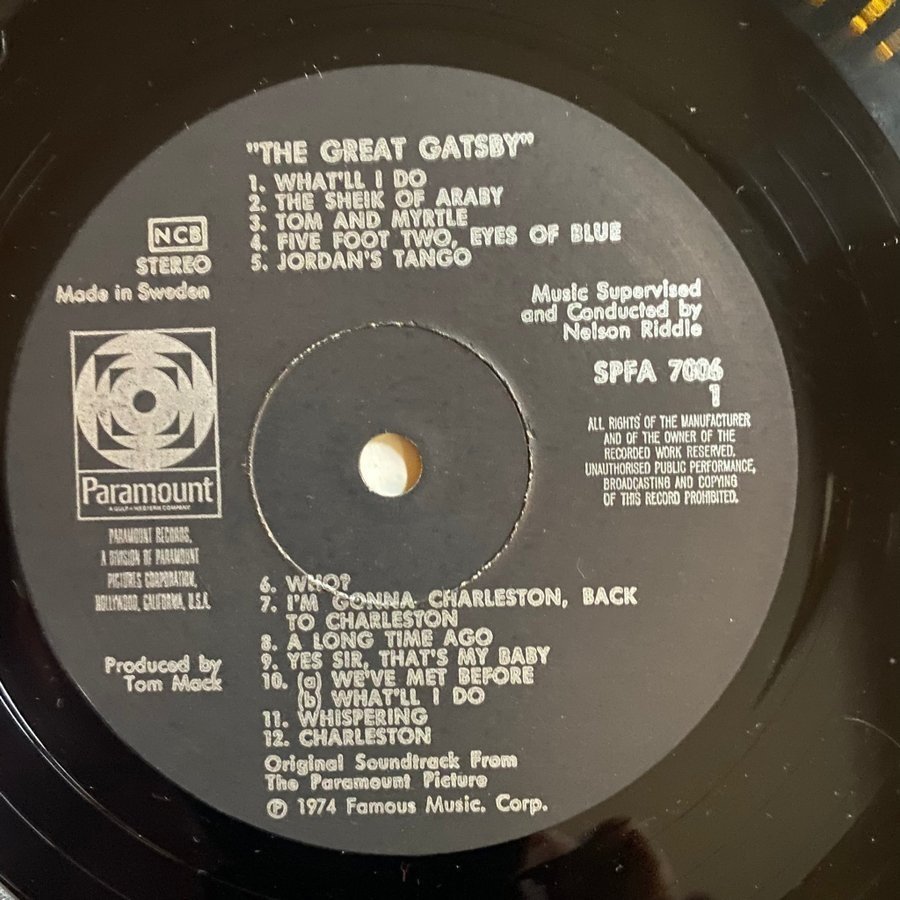 "THE GREAT GATSBY"
1. WHAT'LL I DO
2. THE SHEIK OF ARABY
3. TOM AND MYRTLE
4. FIVE FOOT TWO, EYES OF BLUE
5. JORDAN'S TANGO
NCB
STEREO
Made in Sweden
Music Supervised
and Conducted by
Nelson Riddle
SPFA 7006
1
ALL RIGHTS OF THE MANUFACTURER
AND OF THE OWNER OF THE
RECORDED WORK RESERVED.
UNAUTHORISED PUBLIC PERFORMANCE,
BROADCASTING AND COPYING
OF THIS RECORD PROHIBITED.
Paramount
A GULF+WESTERN COMPANY
PARAMOUNT RECORDS,
A DIVISION OF PARAMOUNT
PICTURES CORPORATION,
HOLLYWOOD, CALIFORNIA, U.S.A.
6. WHO?
7. I'M GONNA CHARLESTON, BACK
TO CHARLESTON
8. A LONG TIME AGO
9. YES SIR, THAT'S MY BABY
10. (a) WE'VE MET BEFORE
(b) WHAT'LL I DO
11. WHISPERING
12. CHARLESTON
Produced by
Tom Mack
Original Soundtrack From
The Paramount Picture
℗ 1974 Famous Music. Corp.